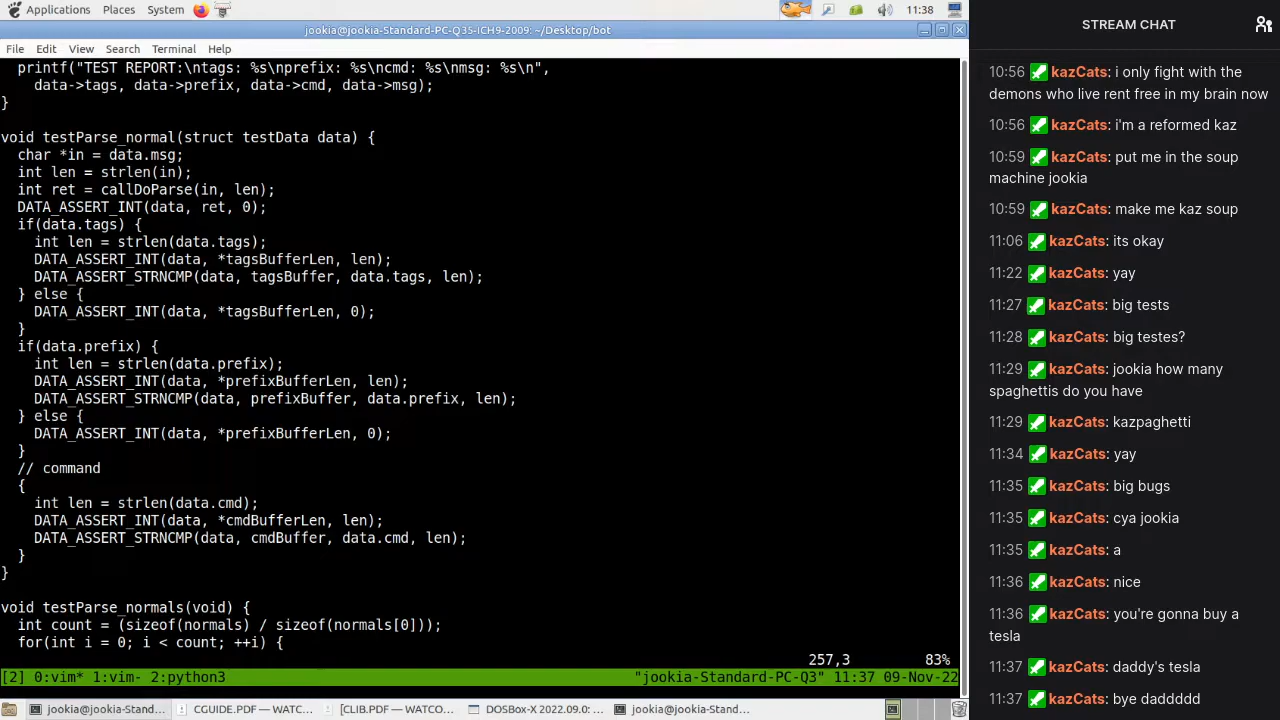 Applications Places System 11:38
jookia@jookia-Standard-PC-Q35-ICH9-2009: ~/Desktop/bot
File Edit View Search Terminal Help
  printf("TEST REPORT:\ntags: %s\nprefix: %s\ncmd: %s\nmsg: %s\n",
    data->tags, data->prefix, data->cmd, data->msg);
}
void testParse_normal(struct testData data) {
  char *in = data.msg;
  int len = strlen(in);
  int ret = callDoParse(in, len);
  DATA_ASSERT_INT(data, ret, 0);
  if(data.tags) {
    int len = strlen(data.tags);
    DATA_ASSERT_INT(data, *tagsBufferLen, len);
    DATA_ASSERT_STRNCMP(data, tagsBuffer, data.tags, len);
  } else {
    DATA_ASSERT_INT(data, *tagsBufferLen, 0);
  }
  if(data.prefix) {
    int len = strlen(data.prefix);
    DATA_ASSERT_INT(data, *prefixBufferLen, len);
    DATA_ASSERT_STRNCMP(data, prefixBuffer, data.prefix, len);
  } else {
    DATA_ASSERT_INT(data, *prefixBufferLen, 0);
  }
  // command
  {
    int len = strlen(data.cmd);
    DATA_ASSERT_INT(data, *cmdBufferLen, len);
    DATA_ASSERT_STRNCMP(data, cmdBuffer, data.cmd, len);
  }
}
void testParse_normals(void) {
  int count = (sizeof(normals) / sizeof(normals[0]));
  for(int i = 0; i < count; ++i) {
257,3 83%
[2] 0:vim* 1:vim- 2:python3 "jookia-Standard-PC-Q3" 11:37 09-Nov-22
jookia@jookia-Stand... CGUIDE.PDF — WATC... [CLIB.PDF — WATCO... DOSBox-X 2022.09.0: ... jookia@jookia-Stand...
STREAM CHAT
10:56 kazCats: i only fight with the
demons who live rent free in my brain now
10:56 kazCats: i'm a reformed kaz
10:59 kazCats: put me in the soup
machine jookia
10:59 kazCats: make me kaz soup
11:06 kazCats: its okay
11:22 kazCats: yay
11:27 kazCats: big tests
11:28 kazCats: big testes?
11:29 kazCats: jookia how many
spaghettis do you have
11:29 kazCats: kazpaghetti
11:34 kazCats: yay
11:35 kazCats: big bugs
11:35 kazCats: cya jookia
11:35 kazCats: a
11:36 kazCats: nice
11:36 kazCats: you're gonna buy a
tesla
11:37 kazCats: daddy's tesla
11:37 kazCats: bye dadddd